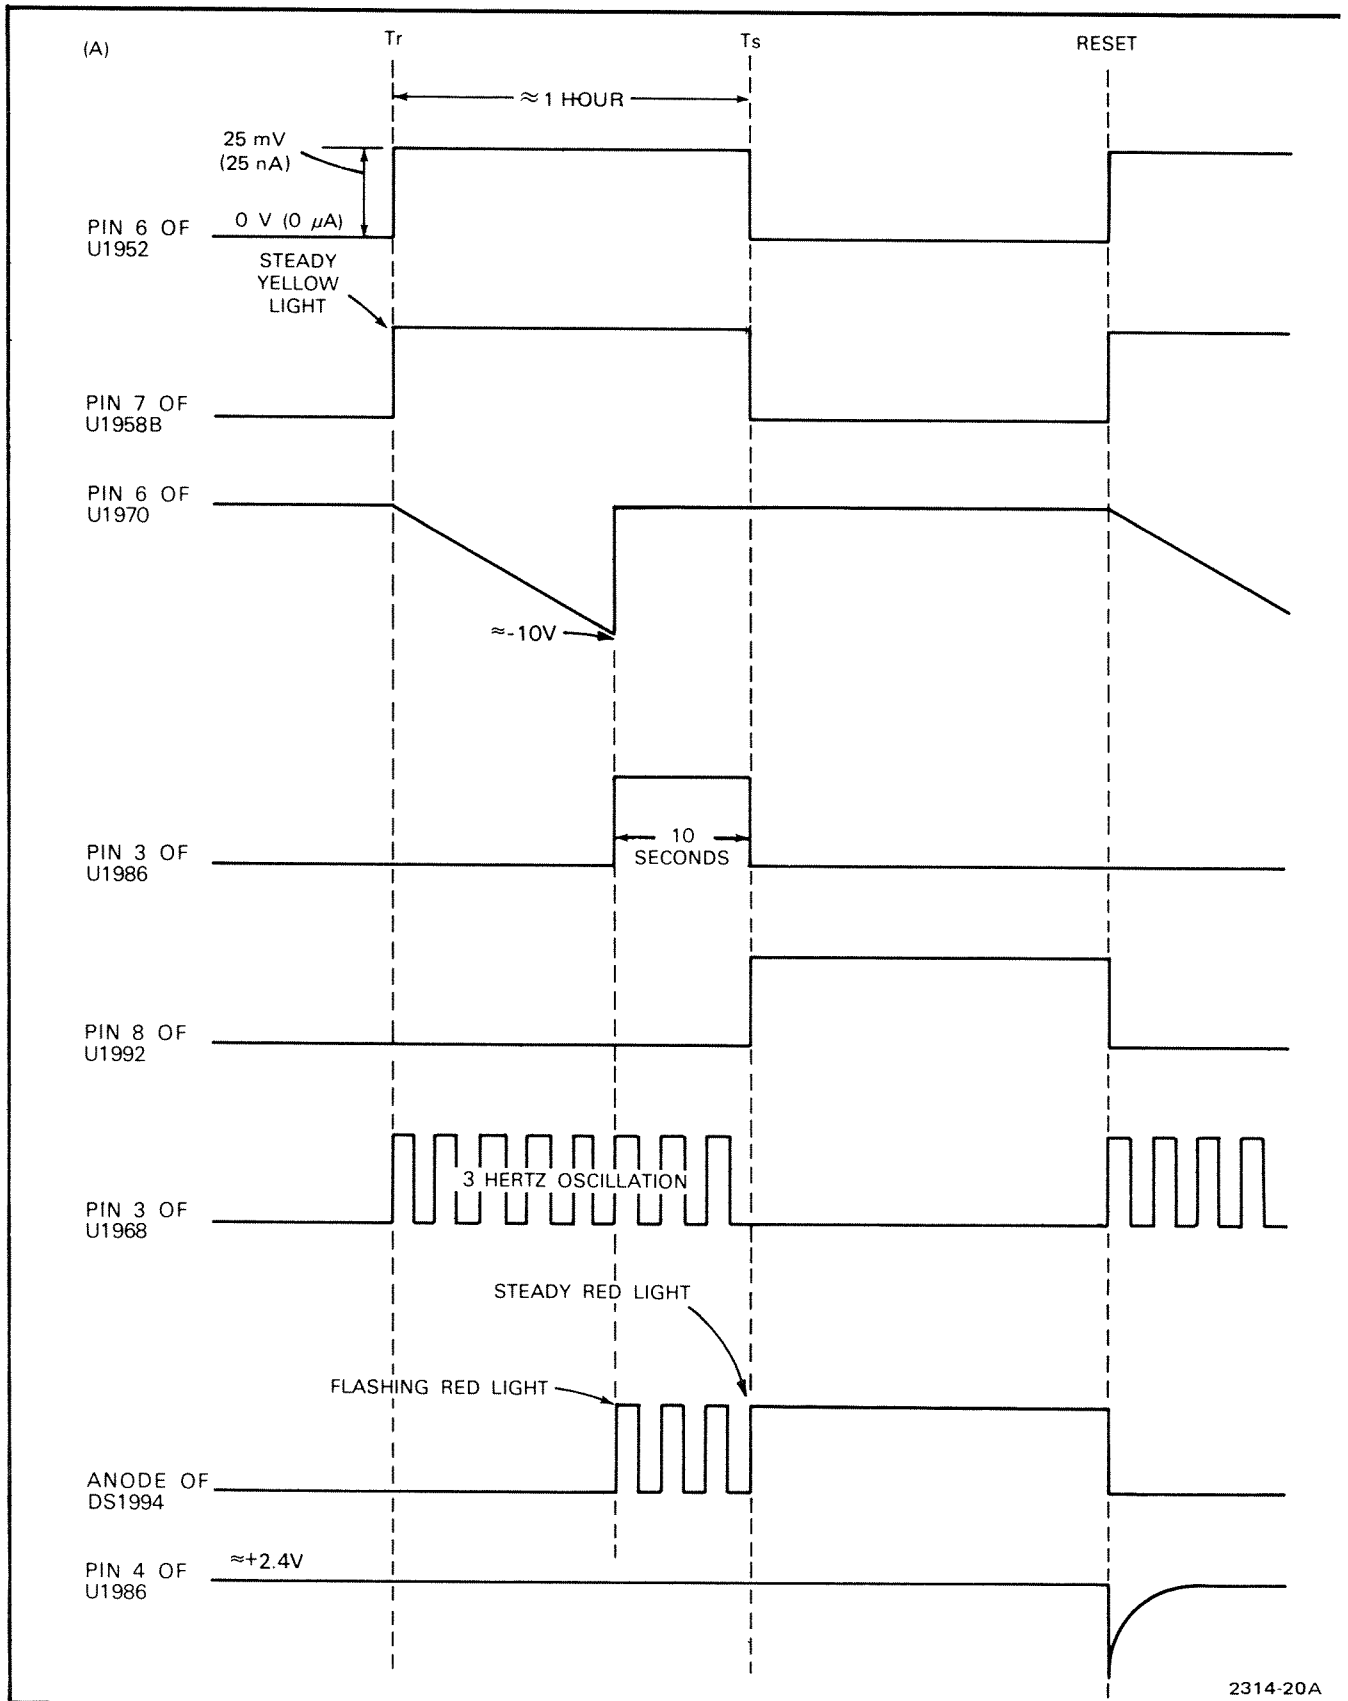 (A)
Tr
Ts
RESET
≈ 1 HOUR
25 mV
(25 nA)
0 V (0 μA)
PIN 6 OF
U1952
STEADY
YELLOW
LIGHT
PIN 7 OF
U1958B
PIN 6 OF
U1970
≈-10V
10
SECONDS
PIN 3 OF
U1986
PIN 8 OF
U1992
3 HERTZ OSCILLATION
PIN 3 OF
U1968
STEADY RED LIGHT
FLASHING RED LIGHT
ANODE OF
DS1994
≈+2.4V
PIN 4 OF
U1986
2314-20A